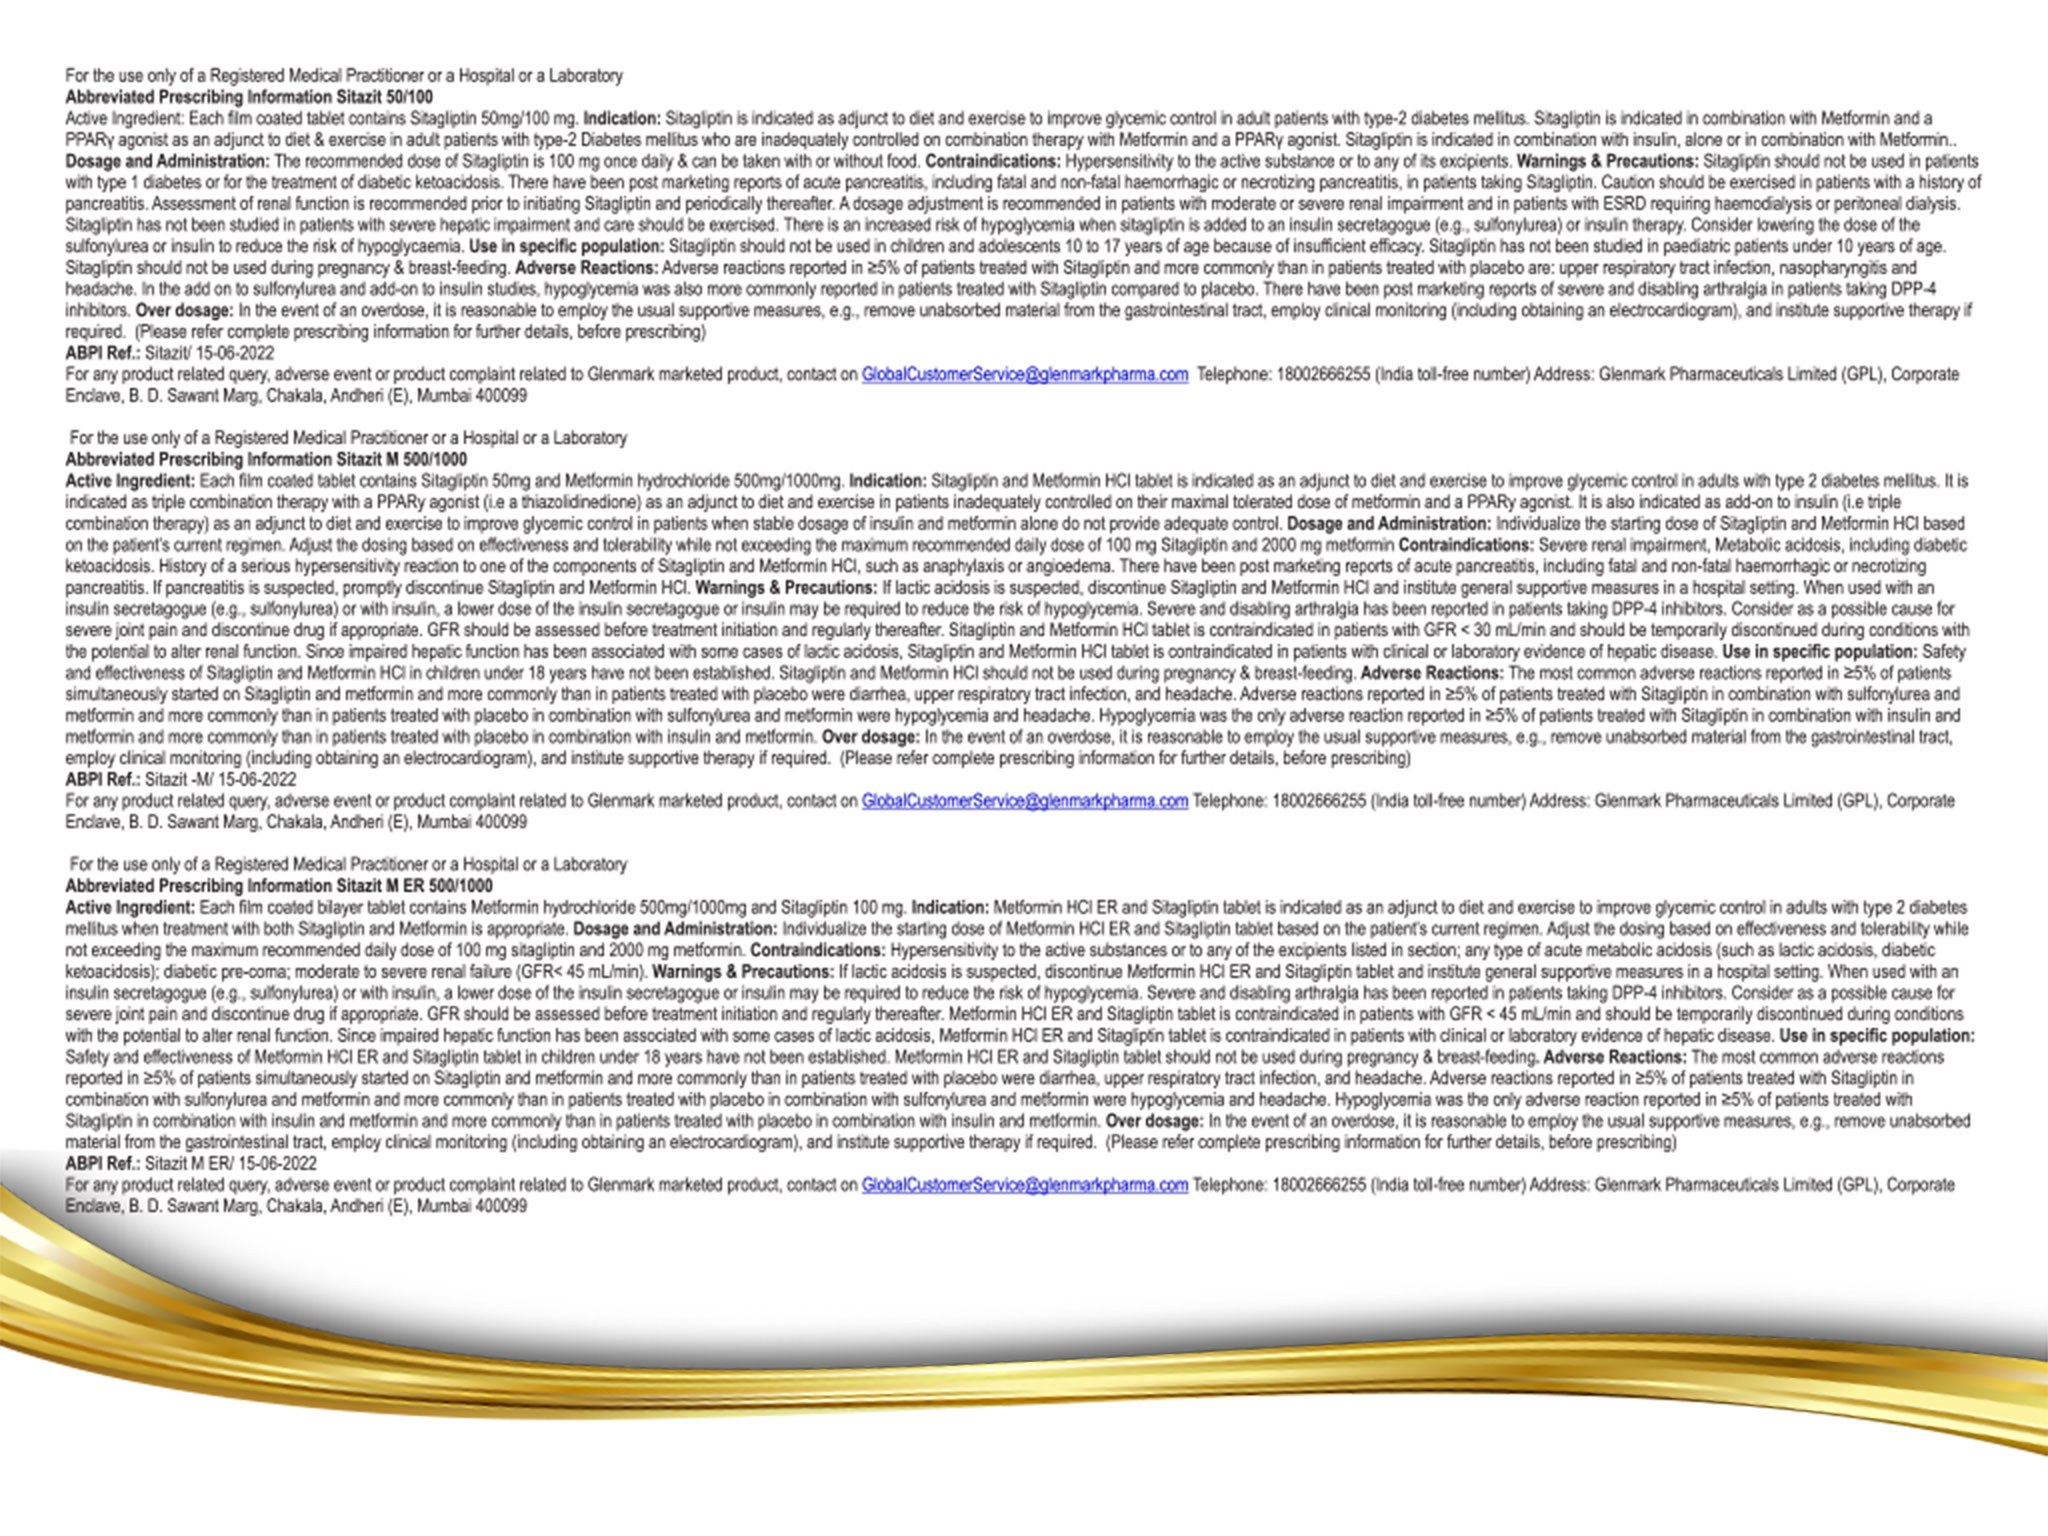 For the use only of a Registered Medical Practitioner or a Hospital or a Laboratory
Abbreviated Prescribing Information Sitazit 50/100
Active Ingredient: Each film coated tablet contains Sitagliptin 50mg/100 mg. Indication: Sitagliptin is indicated as adjunct to diet and exercise to improve glycemic control in adult patients with type-2 diabetes mellitus. Sitagliptin is indicated in combination with Metformin and a
PPARγ agonist as an adjunct to diet & exercise in adult patients with type-2 Diabetes mellitus who are inadequately controlled on combination therapy with Metformin and a PPARγ agonist. Sitagliptin is indicated in combination with insulin, alone or in combination with Metformin..
Dosage and Administration: The recommended dose of Sitagliptin is 100 mg once daily & can be taken with or without food. Contraindications: Hypersensitivity to the active substance or to any of its excipients. Warnings & Precautions: Sitagliptin should not be used in patients
with type 1 diabetes or for the treatment of diabetic ketoacidosis. There have been post marketing reports of acute pancreatitis, including fatal and non-fatal haemorrhagic or necrotizing pancreatitis, in patients taking Sitagliptin. Caution should be exercised in patients with a history of
pancreatitis. Assessment of renal function is recommended prior to initiating Sitagliptin and periodically thereafter. A dosage adjustment is recommended in patients with moderate or severe renal impairment and in patients with ESRD requiring haemodialysis or peritoneal dialysis.
Sitagliptin has not been studied in patients with severe hepatic impairment and care should be exercised. There is an increased risk of hypoglycemia when sitagliptin is added to an insulin secretagogue (e.g., sulfonylurea) or insulin therapy. Consider lowering the dose of the
sulfonylurea or insulin to reduce the risk of hypoglycaemia. Use in specific population: Sitagliptin should not be used in children and adolescents 10 to 17 years of age because of insufficient efficacy. Sitagliptin has not been studied in paediatric patients under 10 years of age.
Sitagliptin should not be used during pregnancy & breast-feeding. Adverse Reactions: Adverse reactions reported in ≥5% of patients treated with Sitagliptin and more commonly than in patients treated with placebo are: upper respiratory tract infection, nasopharyngitis and
headache. In the add on to sulfonylurea and add-on to insulin studies, hypoglycemia was also more commonly reported in patients treated with Sitagliptin compared to placebo. There have been post marketing reports of severe and disabling arthralgia in patients taking DPP-4
inhibitors. Over dosage: In the event of an overdose, it is reasonable to employ the usual supportive measures, e.g., remove unabsorbed material from the gastrointestinal tract, employ clinical monitoring (including obtaining an electrocardiogram), and institute supportive therapy if
required. (Please refer complete prescribing information for further details, before prescribing)
ABPI Ref.: Sitazit/ 15-06-2022
For any product related query, adverse event or product complaint related to Glenmark marketed product, contact on GlobalCustomerService@glenmarkpharma.com Telephone: 18002666255 (India toll-free number) Address: Glenmark Pharmaceuticals Limited (GPL), Corporate
Enclave, B. D. Sawant Marg, Chakala, Andheri (E), Mumbai 400099
For the use only of a Registered Medical Practitioner or a Hospital or a Laboratory
Abbreviated Prescribing Information Sitazit M 500/1000
Active Ingredient: Each film coated tablet contains Sitagliptin 50mg and Metformin hydrochloride 500mg/1000mg. Indication: Sitagliptin and Metformin HCl tablet is indicated as an adjunct to diet and exercise to improve glycemic control in adults with type 2 diabetes mellitus. It is
indicated as triple combination therapy with a PPARγ agonist (i.e a thiazolidinedione) as an adjunct to diet and exercise in patients inadequately controlled on their maximal tolerated dose of metformin and a PPARγ agonist. It is also indicated as add-on to insulin (i.e triple
combination therapy) as an adjunct to diet and exercise to improve glycemic control in patients when stable dosage of insulin and metformin alone do not provide adequate control. Dosage and Administration: Individualize the starting dose of Sitagliptin and Metformin HCl based
on the patient's current regimen. Adjust the dosing based on effectiveness and tolerability while not exceeding the maximum recommended daily dose of 100 mg Sitagliptin and 2000 mg metformin Contraindications: Severe renal impairment, Metabolic acidosis, including diabetic
ketoacidosis. History of a serious hypersensitivity reaction to one of the components of Sitagliptin and Metformin HCl, such as anaphylaxis or angioedema. There have been post marketing reports of acute pancreatitis, including fatal and non-fatal haemorrhagic or necrotizing
pancreatitis. If pancreatitis is suspected, promptly discontinue Sitagliptin and Metformin HCl. Warnings & Precautions: If lactic acidosis is suspected, discontinue Sitagliptin and Metformin HCl and institute general supportive measures in a hospital setting. When used with an
insulin secretagogue (e.g., sulfonylurea) or with insulin, a lower dose of the insulin secretagogue or insulin may be required to reduce the risk of hypoglycemia. Severe and disabling arthralgia has been reported in patients taking DPP-4 inhibitors. Consider as a possible cause for
severe joint pain and discontinue drug if appropriate. GFR should be assessed before treatment initiation and regularly thereafter. Sitagliptin and Metformin HCl tablet is contraindicated in patients with GFR < 30 mL/min and should be temporarily discontinued during conditions with
the potential to alter renal function. Since impaired hepatic function has been associated with some cases of lactic acidosis, Sitagliptin and Metformin HCl tablet is contraindicated in patients with clinical or laboratory evidence of hepatic disease. Use in specific population: Safety
and effectiveness of Sitagliptin and Metformin HCl in children under 18 years have not been established. Sitagliptin and Metformin HCl should not be used during pregnancy & breast-feeding. Adverse Reactions: The most common adverse reactions reported in ≥5% of patients
simultaneously started on Sitagliptin and metformin and more commonly than in patients treated with placebo were diarrhea, upper respiratory tract infection, and headache. Adverse reactions reported in ≥5% of patients treated with Sitagliptin in combination with sulfonylurea and
metformin and more commonly than in patients treated with placebo in combination with sulfonylurea and metformin were hypoglycemia and headache. Hypoglycemia was the only adverse reaction reported in ≥5% of patients treated with Sitagliptin in combination with insulin and
metformin and more commonly than in patients treated with placebo in combination with insulin and metformin. Over dosage: In the event of an overdose, it is reasonable to employ the usual supportive measures, e.g., remove unabsorbed material from the gastrointestinal tract,
employ clinical monitoring (including obtaining an electrocardiogram), and institute supportive therapy if required. (Please refer complete prescribing information for further details, before prescribing)
ABPI Ref.: Sitazit -M/ 15-06-2022
For any product related query, adverse event or product complaint related to Glenmark marketed product, contact on GlobalCustomerService@glenmarkpharma.com Telephone: 18002666255 (India toll-free number) Address: Glenmark Pharmaceuticals Limited (GPL), Corporate
Enclave, B. D. Sawant Marg, Chakala, Andheri (E), Mumbai 400099
For the use only of a Registered Medical Practitioner or a Hospital or a Laboratory
Abbreviated Prescribing Information Sitazit M ER 500/1000
Active Ingredient: Each film coated bilayer tablet contains Metformin hydrochloride 500mg/1000mg and Sitagliptin 100 mg. Indication: Metformin HCl ER and Sitagliptin tablet is indicated as an adjunct to diet and exercise to improve glycemic control in adults with type 2 diabetes
mellitus when treatment with both Sitagliptin and Metformin is appropriate. Dosage and Administration: Individualize the starting dose of Metformin HCl ER and Sitagliptin tablet based on the patient's current regimen. Adjust the dosing based on effectiveness and tolerability while
not exceeding the maximum recommended daily dose of 100 mg sitagliptin and 2000 mg metformin. Contraindications: Hypersensitivity to the active substances or to any of the excipients listed in section; any type of acute metabolic acidosis (such as lactic acidosis, diabetic
ketoacidosis); diabetic pre-coma; moderate to severe renal failure (GFR< 45 mL/min). Warnings & Precautions: If lactic acidosis is suspected, discontinue Metformin HCl ER and Sitagliptin tablet and institute general supportive measures in a hospital setting. When used with an
insulin secretagogue (e.g., sulfonylurea) or with insulin, a lower dose of the insulin secretagogue or insulin may be required to reduce the risk of hypoglycemia. Severe and disabling arthralgia has been reported in patients taking DPP-4 inhibitors. Consider as a possible cause for
severe joint pain and discontinue drug if appropriate. GFR should be assessed before treatment initiation and regularly thereafter. Metformin HCl ER and Sitagliptin tablet is contraindicated in patients with GFR < 45 mL/min and should be temporarily discontinued during conditions
with the potential to alter renal function. Since impaired hepatic function has been associated with some cases of lactic acidosis, Metformin HCl ER and Sitagliptin tablet is contraindicated in patients with clinical or laboratory evidence of hepatic disease. Use in specific population:
Safety and effectiveness of Metformin HCl ER and Sitagliptin tablet in children under 18 years have not been established. Metformin HCl ER and Sitagliptin tablet should not be used during pregnancy & breast-feeding. Adverse Reactions: The most common adverse reactions
reported in ≥5% of patients simultaneously started on Sitagliptin and metformin and more commonly than in patients treated with placebo were diarrhea, upper respiratory tract infection, and headache. Adverse reactions reported in ≥5% of patients treated with Sitagliptin in
combination with sulfonylurea and metformin and more commonly than in patients treated with placebo in combination with sulfonylurea and metformin were hypoglycemia and headache. Hypoglycemia was the only adverse reaction reported in ≥5% of patients treated with
Sitagliptin in combination with insulin and metformin and more commonly than in patients treated with placebo in combination with insulin and metformin. Over dosage: In the event of an overdose, it is reasonable to employ the usual supportive measures, e.g., remove unabsorbed
material from the gastrointestinal tract, employ clinical monitoring (including obtaining an electrocardiogram), and institute supportive therapy if required. (Please refer complete prescribing information for further details, before prescribing)
ABPI Ref.: Sitazit M ER/ 15-06-2022
For any product related query, adverse event or product complaint related to Glenmark marketed product, contact on GlobalCustomerService@glenmarkpharma.com Telephone: 18002666255 (India toll-free number) Address: Glenmark Pharmaceuticals Limited (GPL), Corporate
Enclave, B. D. Sawant Marg, Chakala, Andheri (E), Mumbai 400099